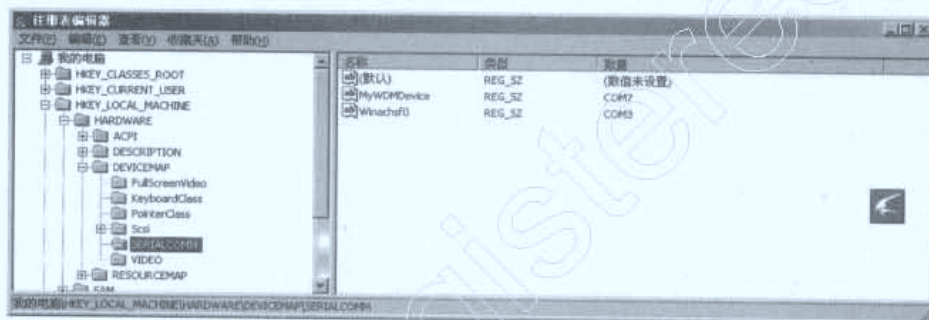 注册表编辑器
文件(F) 编辑(E) 查看(V) 收藏夹(A) 帮助(H)
我的电脑
HKEY_CLASSES_ROOT
HKEY_CURRENT_USER
HKEY_LOCAL_MACHINE
HARDWARE
ACPI
DESCRIPTION
DEVICEMAP
FullScreenVideo
KeyboardClass
PointerClass
Scsi
SERIALCOMM
VIDEO
RESOURCEMAP
SAM
名称 类型 数据
(默认) REG_SZ (数值未设置)
MyWDMDevice REG_SZ COM7
Winachsf0 REG_SZ COM3
我的电脑\HKEY_LOCAL_MACHINE\HARDWARE\DEVICEMAP\SERIALCOMM